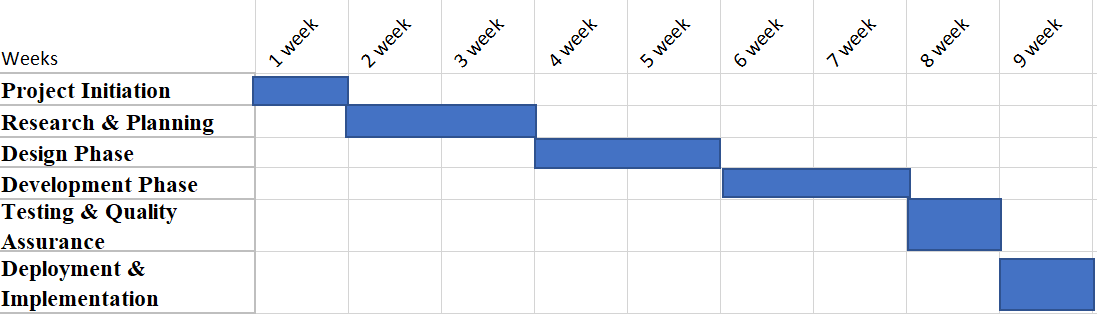 Weeks
1 week
2 week
3 week
4 week
5 week
6 week
7 week
8 week
9 week
Project Initiation
Research & Planning
Design Phase
Development Phase
Testing & Quality
Assurance
Deployment &
Implementation